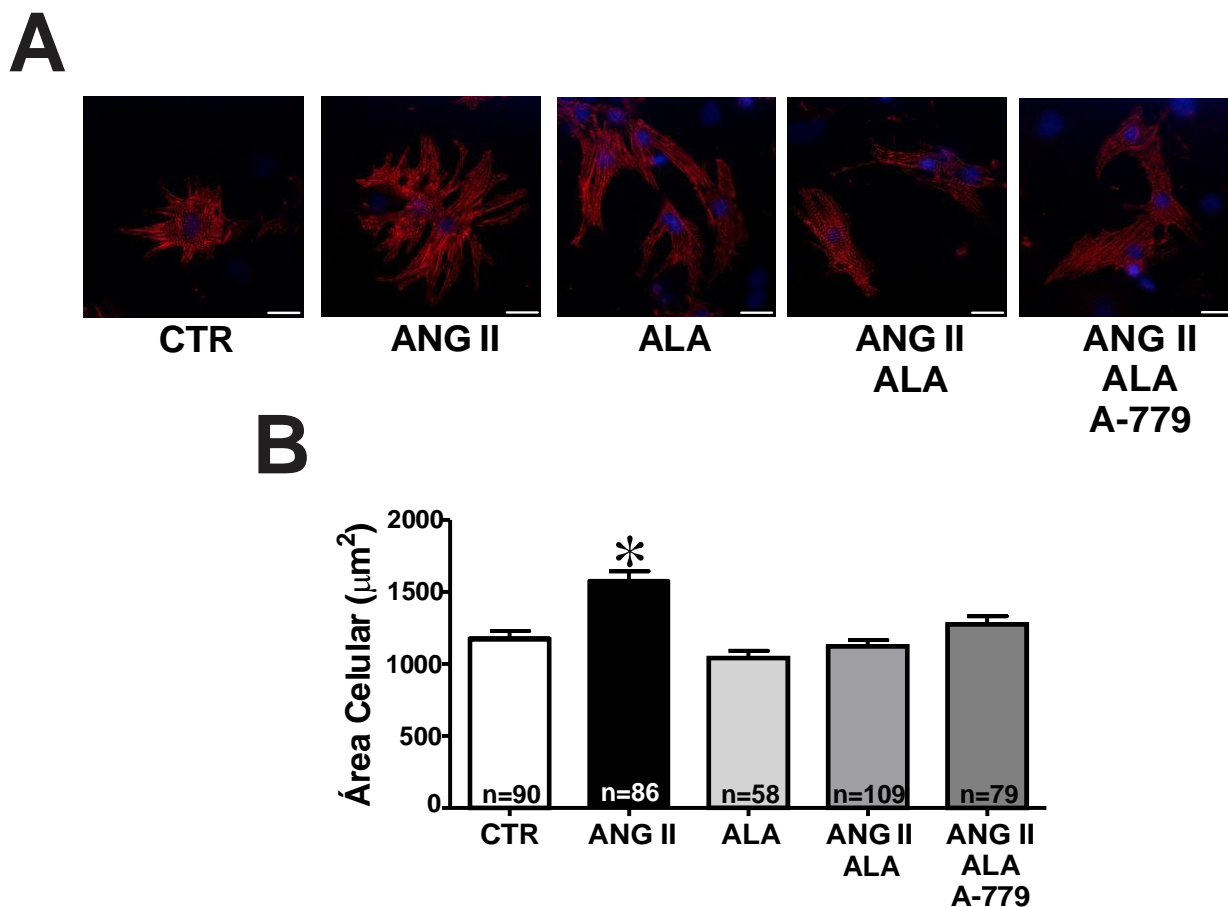 A
CTR
ANG II
ALA
ANG II
ALA
ANG II
ALA
A-779
B
Área Celular (μm²)
2000
1500
1000
500
0
*
n=90
n=86
n=58
n=109
n=79
CTR
ANG II
ALA
ANG II
ALA
ANG II
ALA
A-779